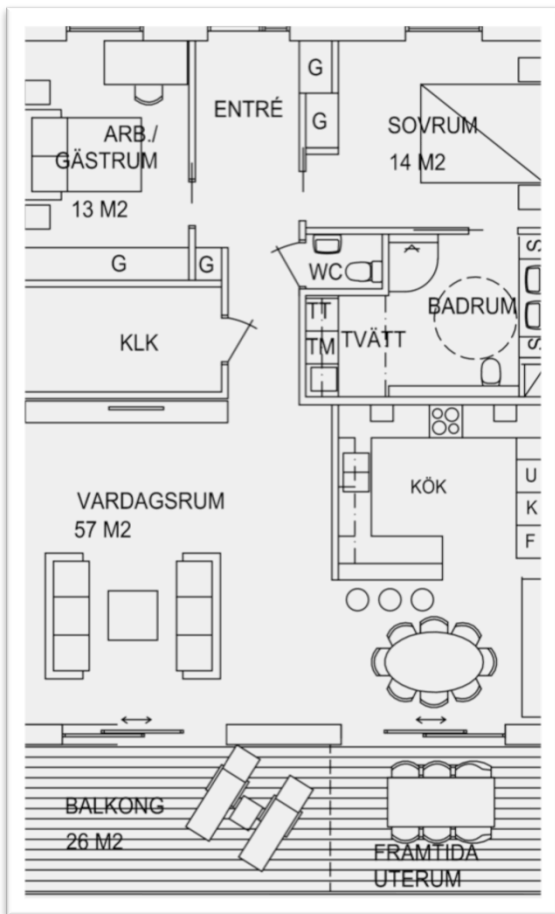 G
ENTRÉ
G
ARB./
GÄSTRUM
13 M2
SOVRUM
14 M2
G
G
WC
S
KLK
TT
TVÄTT
BADRUM
TM
S
VARDAGSRUM
57 M2
KÖK
U
K
F
BALKONG
26 M2
FRAMTIDA
UTERUM